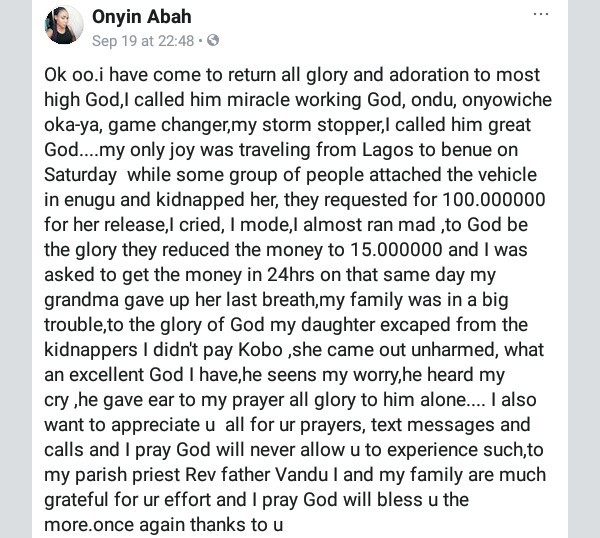 Onyin Abah
Sep 19 at 22:48 •
Ok oo.i have come to return all glory and adoration to most
high God,I called him miracle working God, ondu, onyowiche
oka-ya, game changer,my storm stopper,I called him great
God....my only joy was traveling from Lagos to benue on
Saturday  while some group of people attached the vehicle
in enugu and kidnapped her, they requested for 100.000000
for her release,I cried, I mode,I almost ran mad ,to God be
the glory they reduced the money to 15.000000 and I was
asked to get the money in 24hrs on that same day my
grandma gave up her last breath,my family was in a big
trouble,to the glory of God my daughter excaped from the
kidnappers I didn't pay Kobo ,she came out unharmed, what
an excellent God I have,he seens my worry,he heard my
cry ,he gave ear to my prayer all glory to him alone.... I also
want to appreciate u  all for ur prayers, text messages and
calls and I pray God will never allow u to experience such,to
my parish priest Rev father Vandu I and my family are much
grateful for ur effort and I pray God will bless u the
more.once again thanks to u